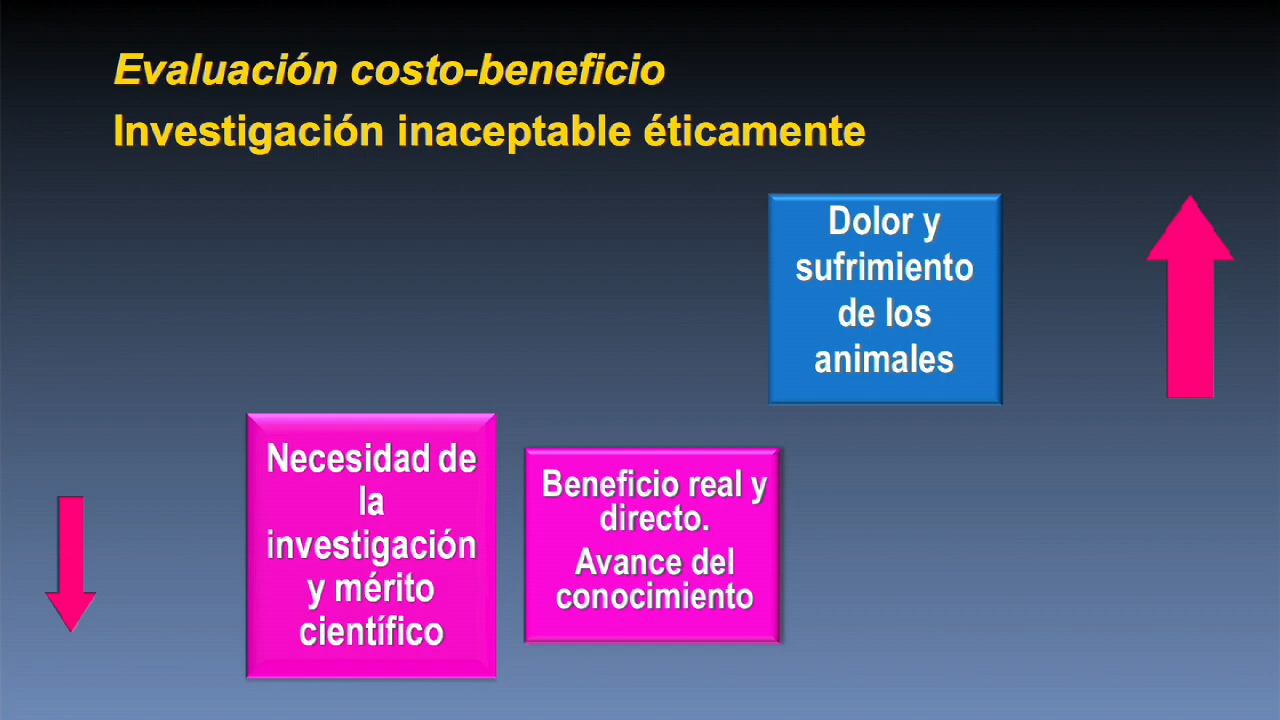 Evaluación costo-beneficio
Investigación inaceptable éticamente
Dolor y
sufrimiento
de los
animales
Necesidad de
la
investigación
y mérito
científico
Beneficio real y
directo.
Avance del
conocimiento